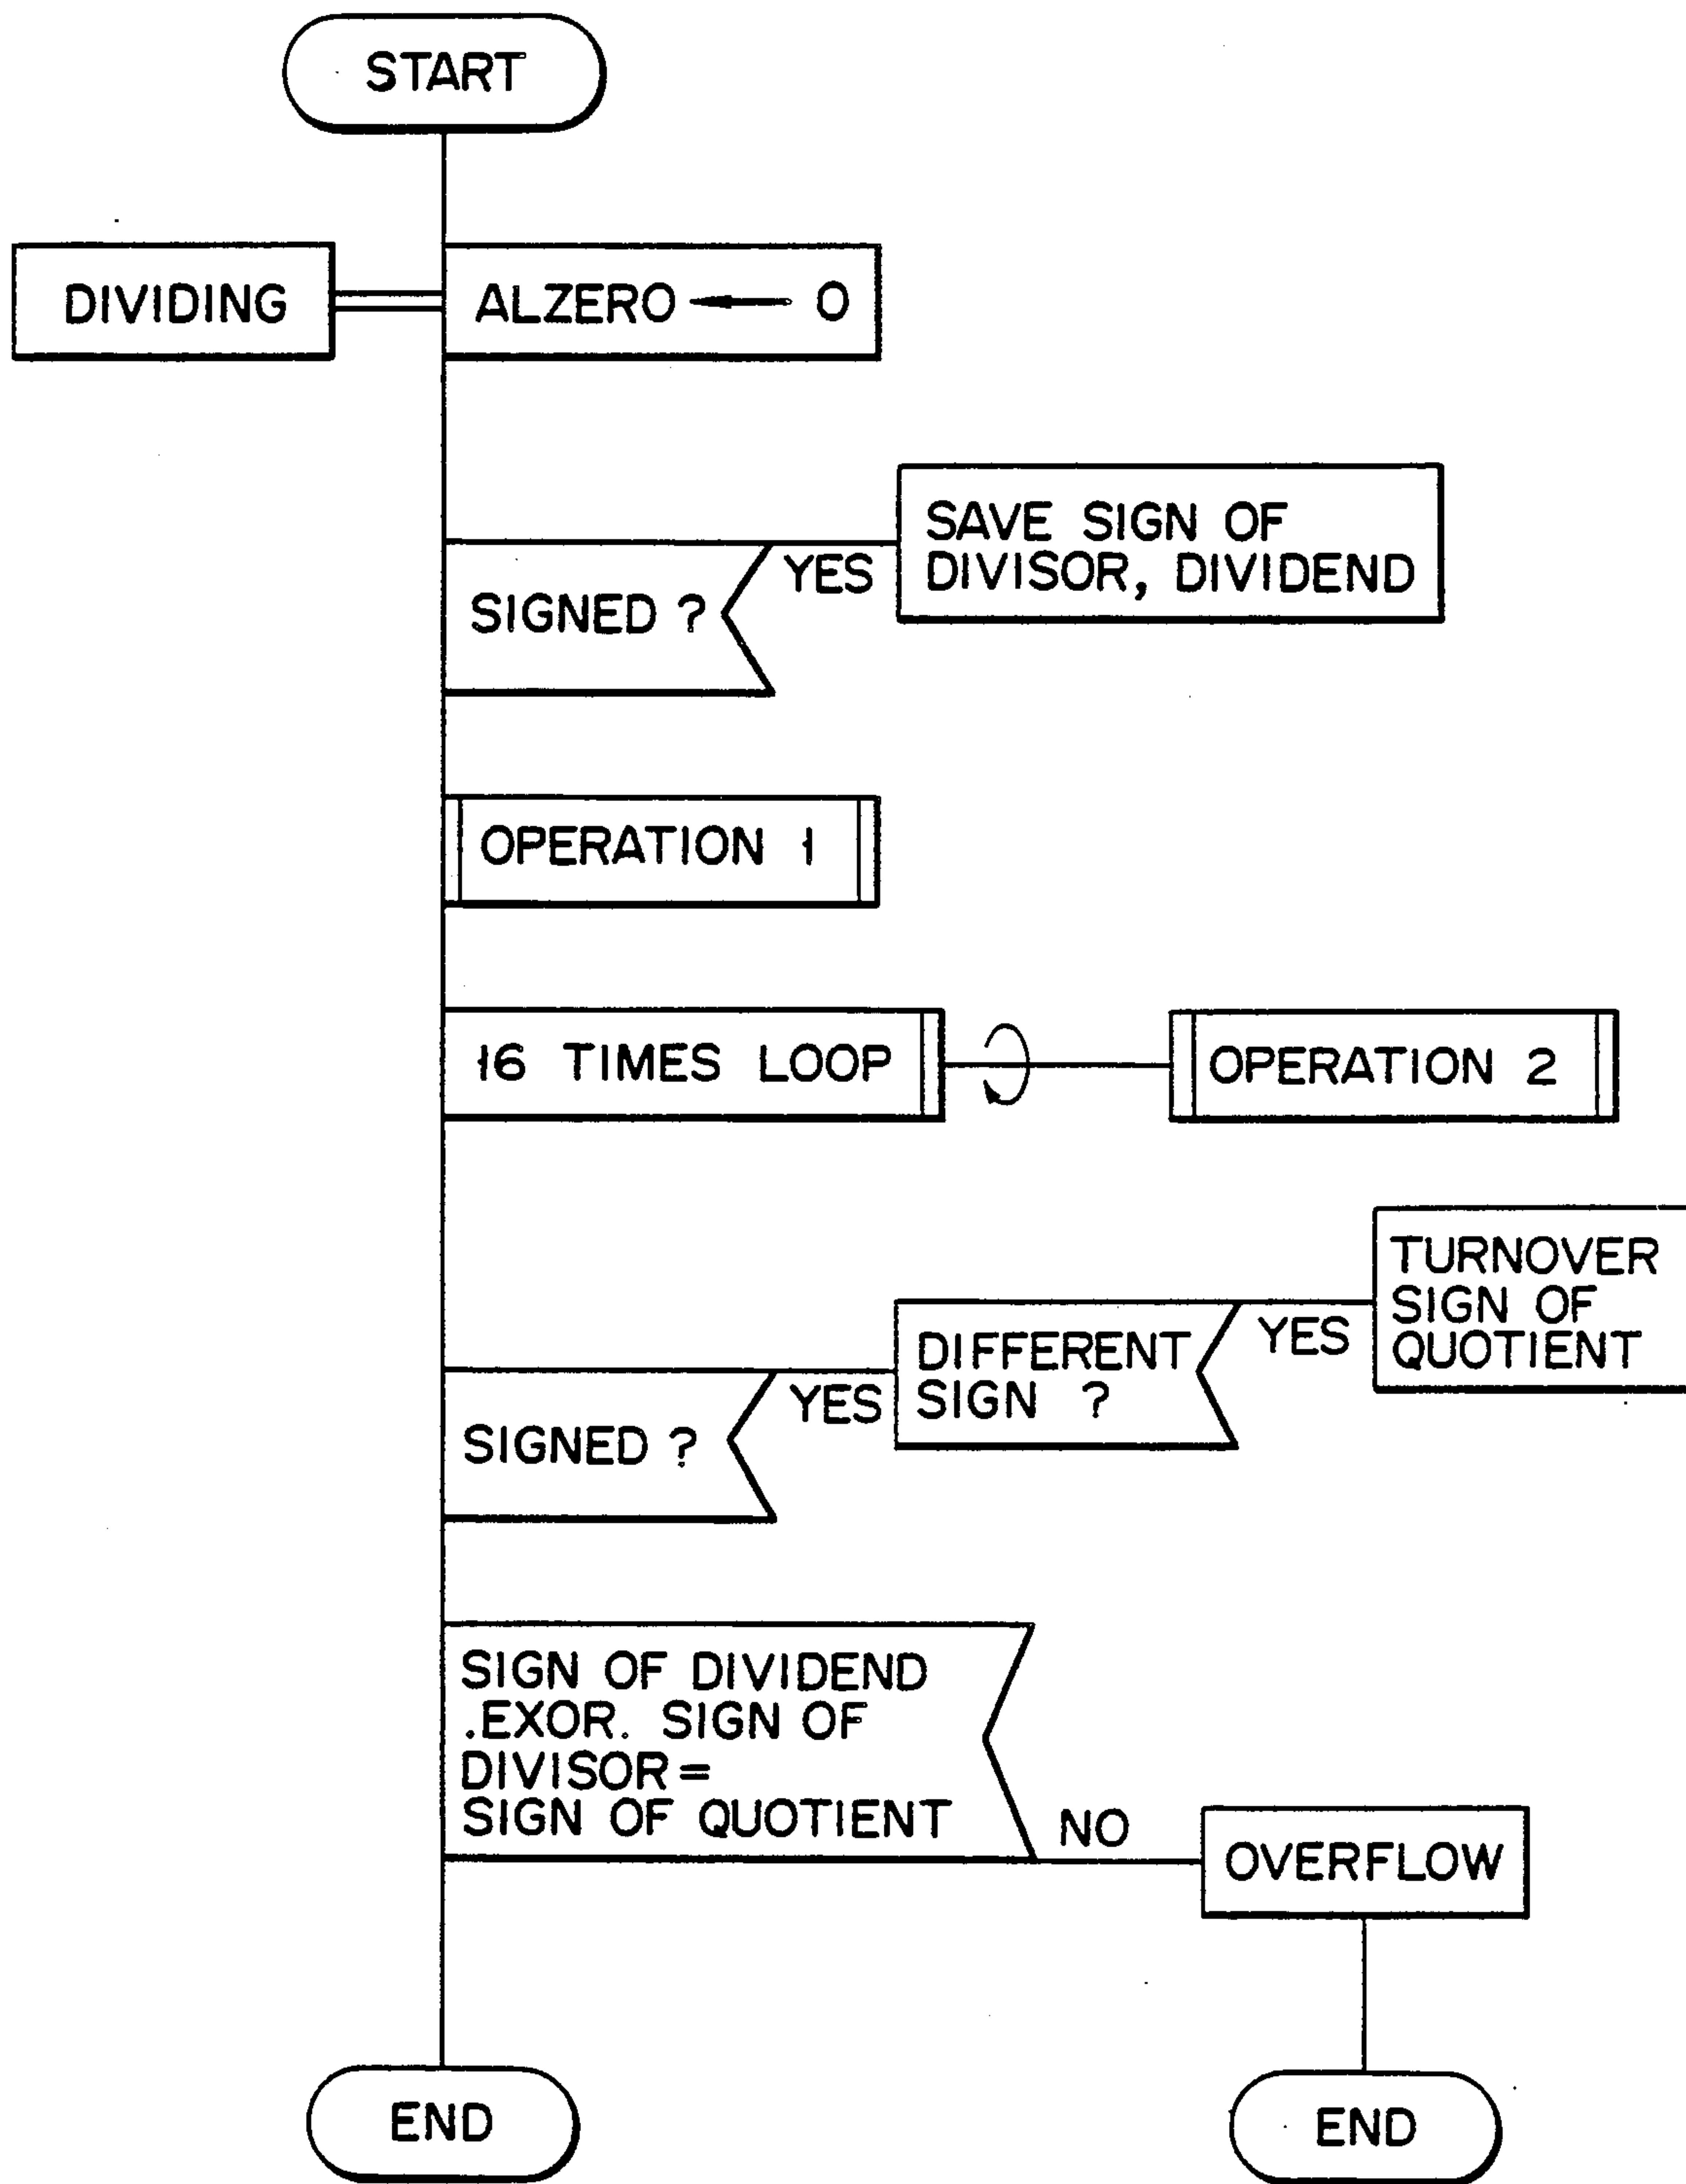 START
DIVIDING
ALZERO ← 0
SAVE SIGN OF
DIVISOR, DIVIDEND
YES
SIGNED ?
OPERATION 1
16 TIMES LOOP
OPERATION 2
TURNOVER
SIGN OF
QUOTIENT
YES
DIFFERENT
SIGN ?
YES
SIGNED ?
SIGN OF DIVIDEND
.EXOR. SIGN OF
DIVISOR =
SIGN OF QUOTIENT
NO
OVERFLOW
END
END